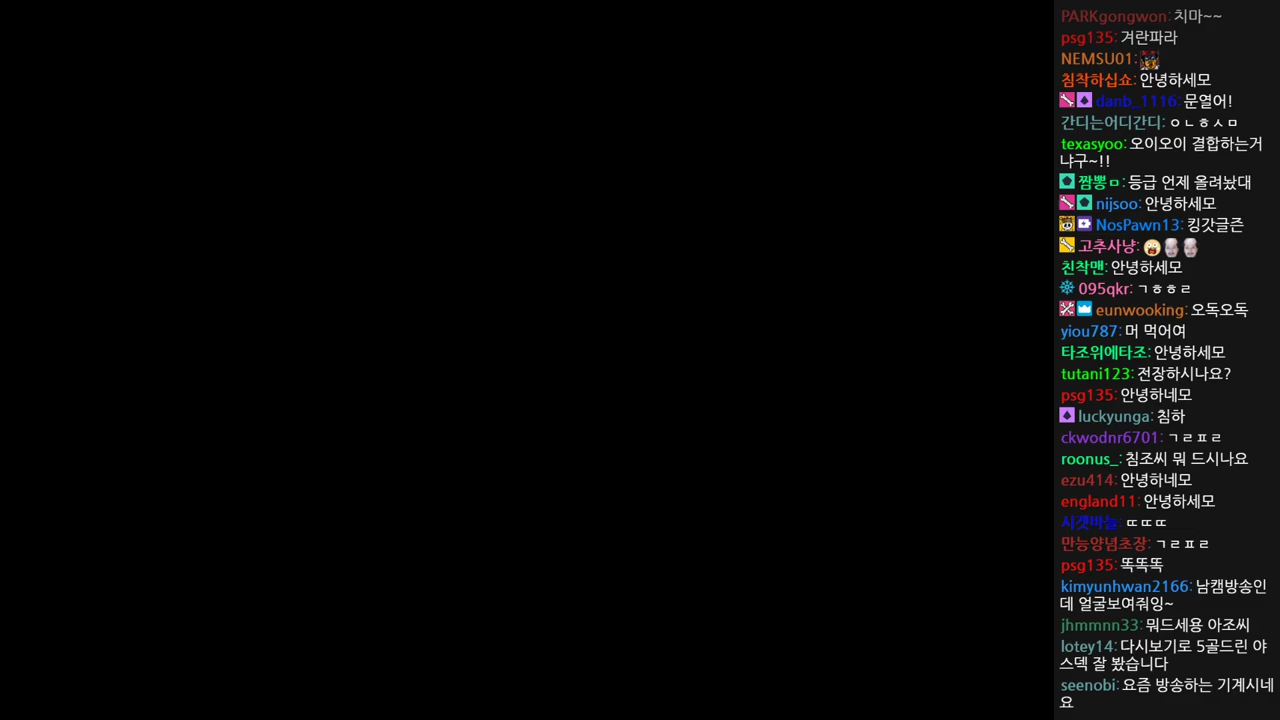 PARKgongwon: 치마~~
psg135: 겨란파라
NEMSU01:
침착하십쇼: 안녕하세모
danb_1116: 문열어!
간디는어디간디: ㅇㄴㅎㅅㅁ
texasyoo: 오이오이 결합하는거
냐구~!!
짬뽕ㅁ: 등급 언제 올려놨대
nijsoo: 안녕하세모
NosPawn13: 킹갓글즌
고추사냥:
친착맨: 안녕하세모
095qkr: ㄱㅎㅎㄹ
eunwooking: 오독오독
yiou787: 머 먹어여
타조위에타조: 안녕하세모
tutani123: 전장하시나요?
psg135: 안녕하네모
luckyunga: 침하
ckwodnr6701: ㄱㄹㅍㄹ
roonus_: 침조씨 뭐 드시나요
ezu414: 안녕하네모
england11: 안녕하세모
시겟바늘: ㄸㄸㄸ
만능양념초장: ㄱㄹㅍㄹ
psg135: 똑똑똑
kimyunhwan2166: 남캠방송인
데 얼굴보여줘잉~
jhmmnn33: 뭐드세용 아조씨
lotey14: 다시보기로 5골드린 야
스덱 잘 봤습니다
seenobi: 요즘 방송하는 기계시네
요